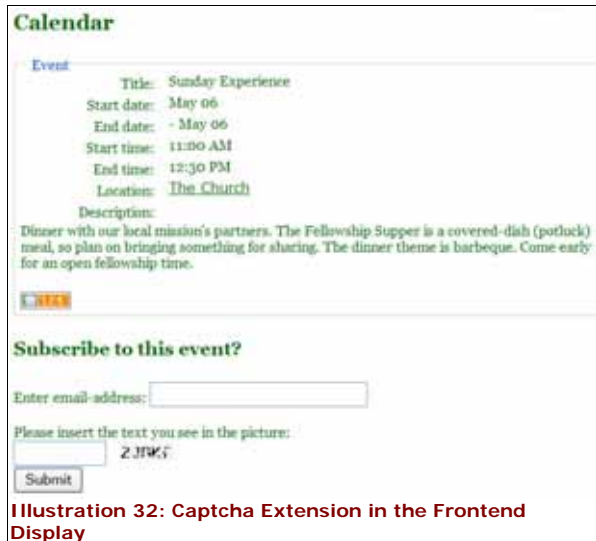 Calendar
Event
Title: Sunday Experience
Start date: May 06
End date: - May 06
Start time: 11:00 AM
End time: 12:30 PM
Location: The Church
Description:
Dinner with our local mission's partners. The Fellowship Supper is a covered-dish (potluck)
meal, so plan on bringing something for sharing. The dinner theme is barbeque. Come early
for an open fellowship time.
Subscribe to this event?
Enter email-address:
Please insert the text you see in the picture:
Submit
Illustration 32: Captcha Extension in the Frontend
Display